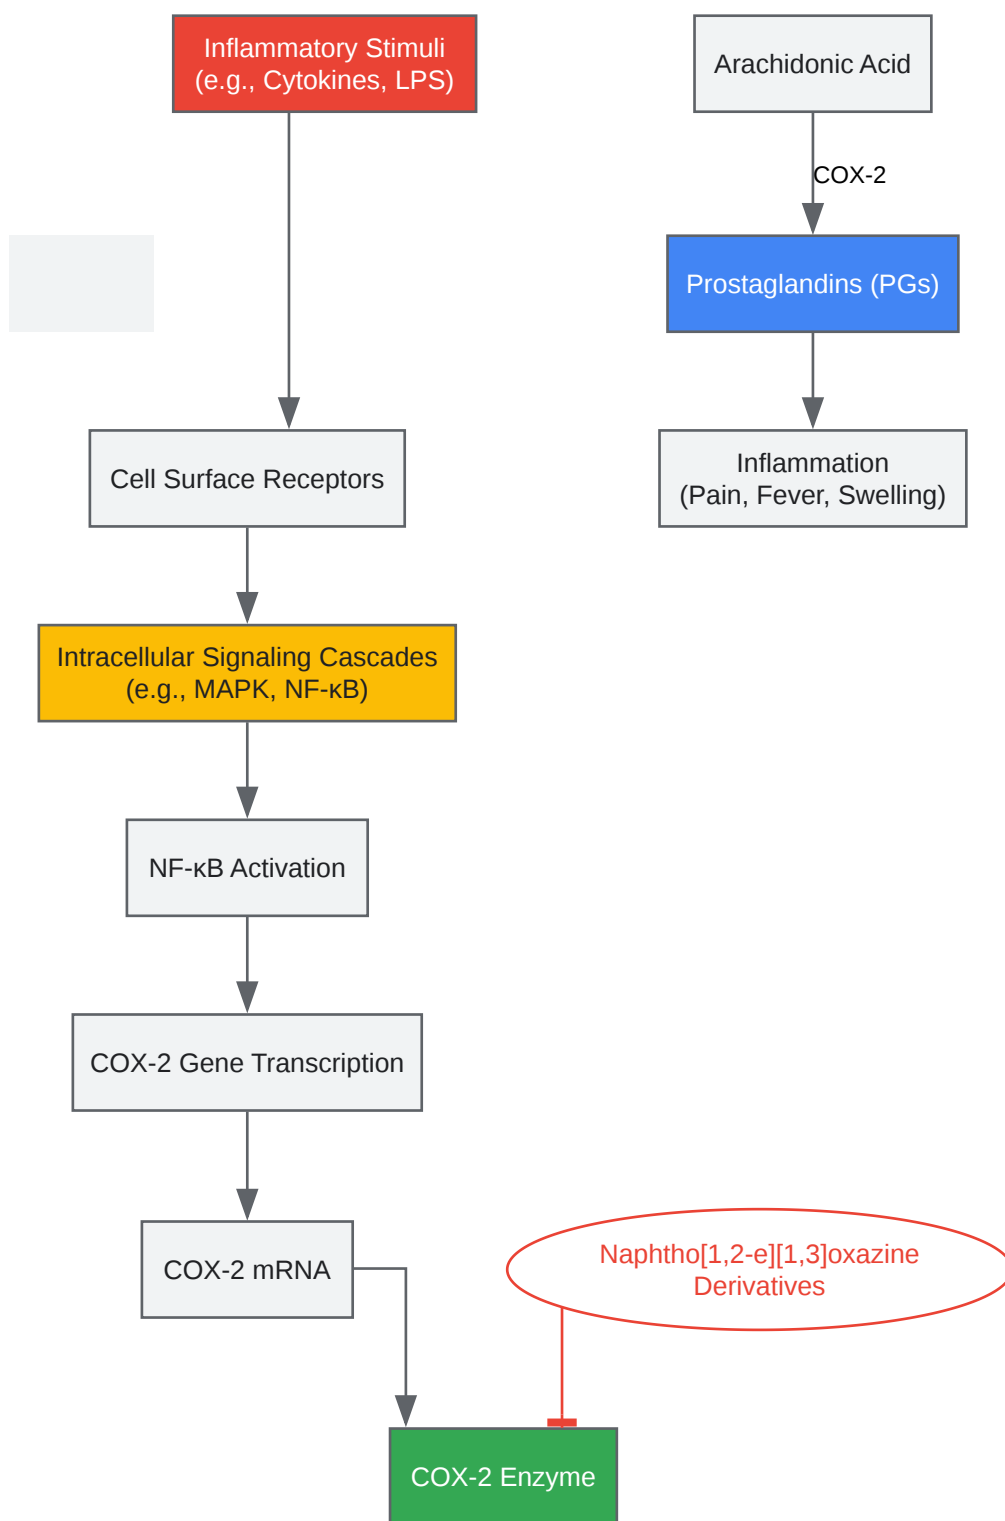 Inflammatory Stimuli
(e.g., Cytokines, LPS)
Arachidonic Acid
COX-2
Prostaglandins (PGs)
Cell Surface Receptors
Inflammation
(Pain, Fever, Swelling)
Intracellular Signaling Cascades
(e.g., MAPK, NF-κB)
NF-κB Activation
COX-2 Gene Transcription
COX-2 mRNA
Naphtho[1,2-e][1,3]oxazine
Derivatives
COX-2 Enzyme